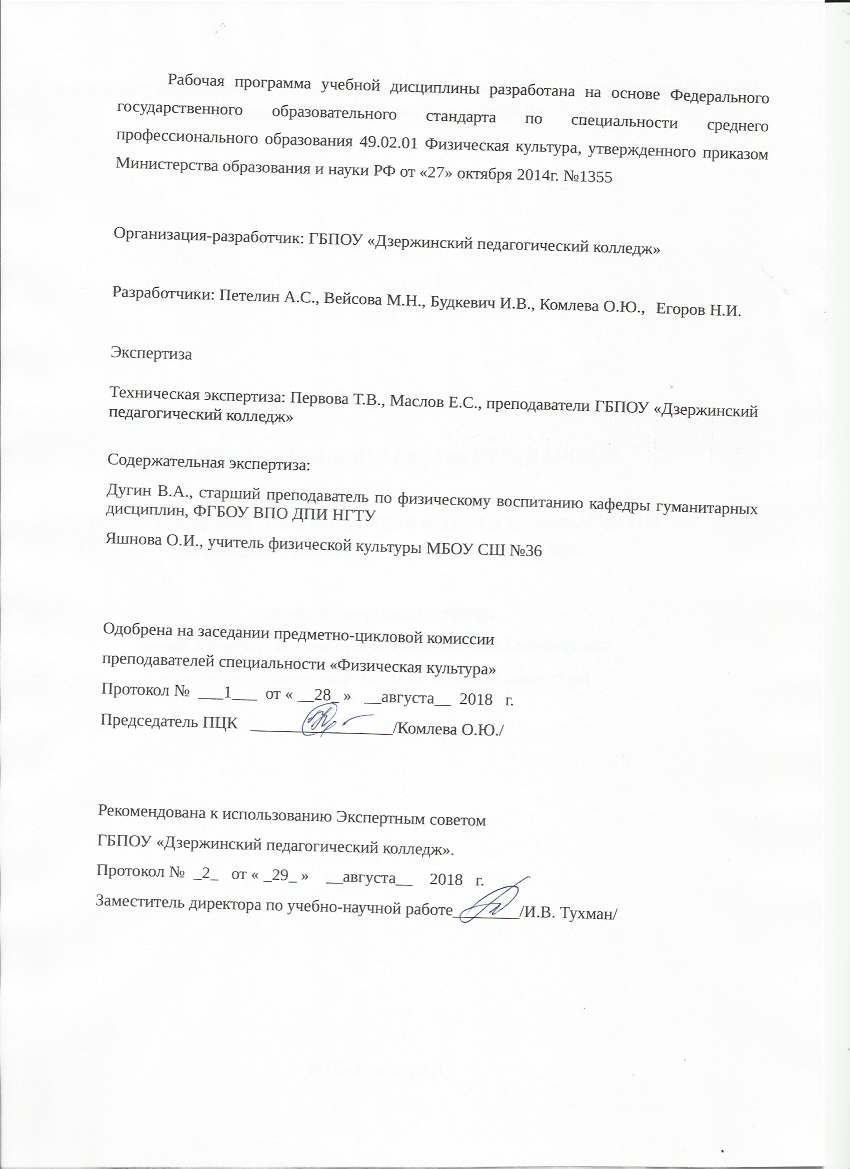 Рабочая программа учебной дисциплины разработана на основе Федерального
государственного образовательного стандарта по специальности среднего
профессионального образования 49.02.01 Физическая культура, утвержденного приказом
Министерства образования и науки РФ от «27» октября 2014г. №1355
Организация-разработчик: ГБПОУ «Дзержинский педагогический колледж»
Разработчики: Петелин А.С., Вейсова М.Н., Будкевич И.В., Комлева О.Ю., Егоров Н.И.
Экспертиза
Техническая экспертиза: Первова Т.В., Маслов Е.С., преподаватели ГБПОУ «Дзержинский
педагогический колледж»
Содержательная экспертиза:
Дугин В.А., старший преподаватель по физическому воспитанию кафедры гуманитарных
дисциплин, ФГБОУ ВПО ДПИ НГТУ
Яшнова О.И., учитель физической культуры МБОУ СШ №36
Одобрена на заседании предметно-цикловой комиссии
преподавателей специальности «Физическая культура»
Протокол № ___1___ от « __28_ » __августа__ 2018 г.
Председатель ПЦК _________________/Комлева О.Ю./
Рекомендована к использованию Экспертным советом
ГБПОУ «Дзержинский педагогический колледж».
Протокол № _2_ от « _29_ » __августа__ 2018 г.
Заместитель директора по учебно-научной работе________/И.В. Тухман/